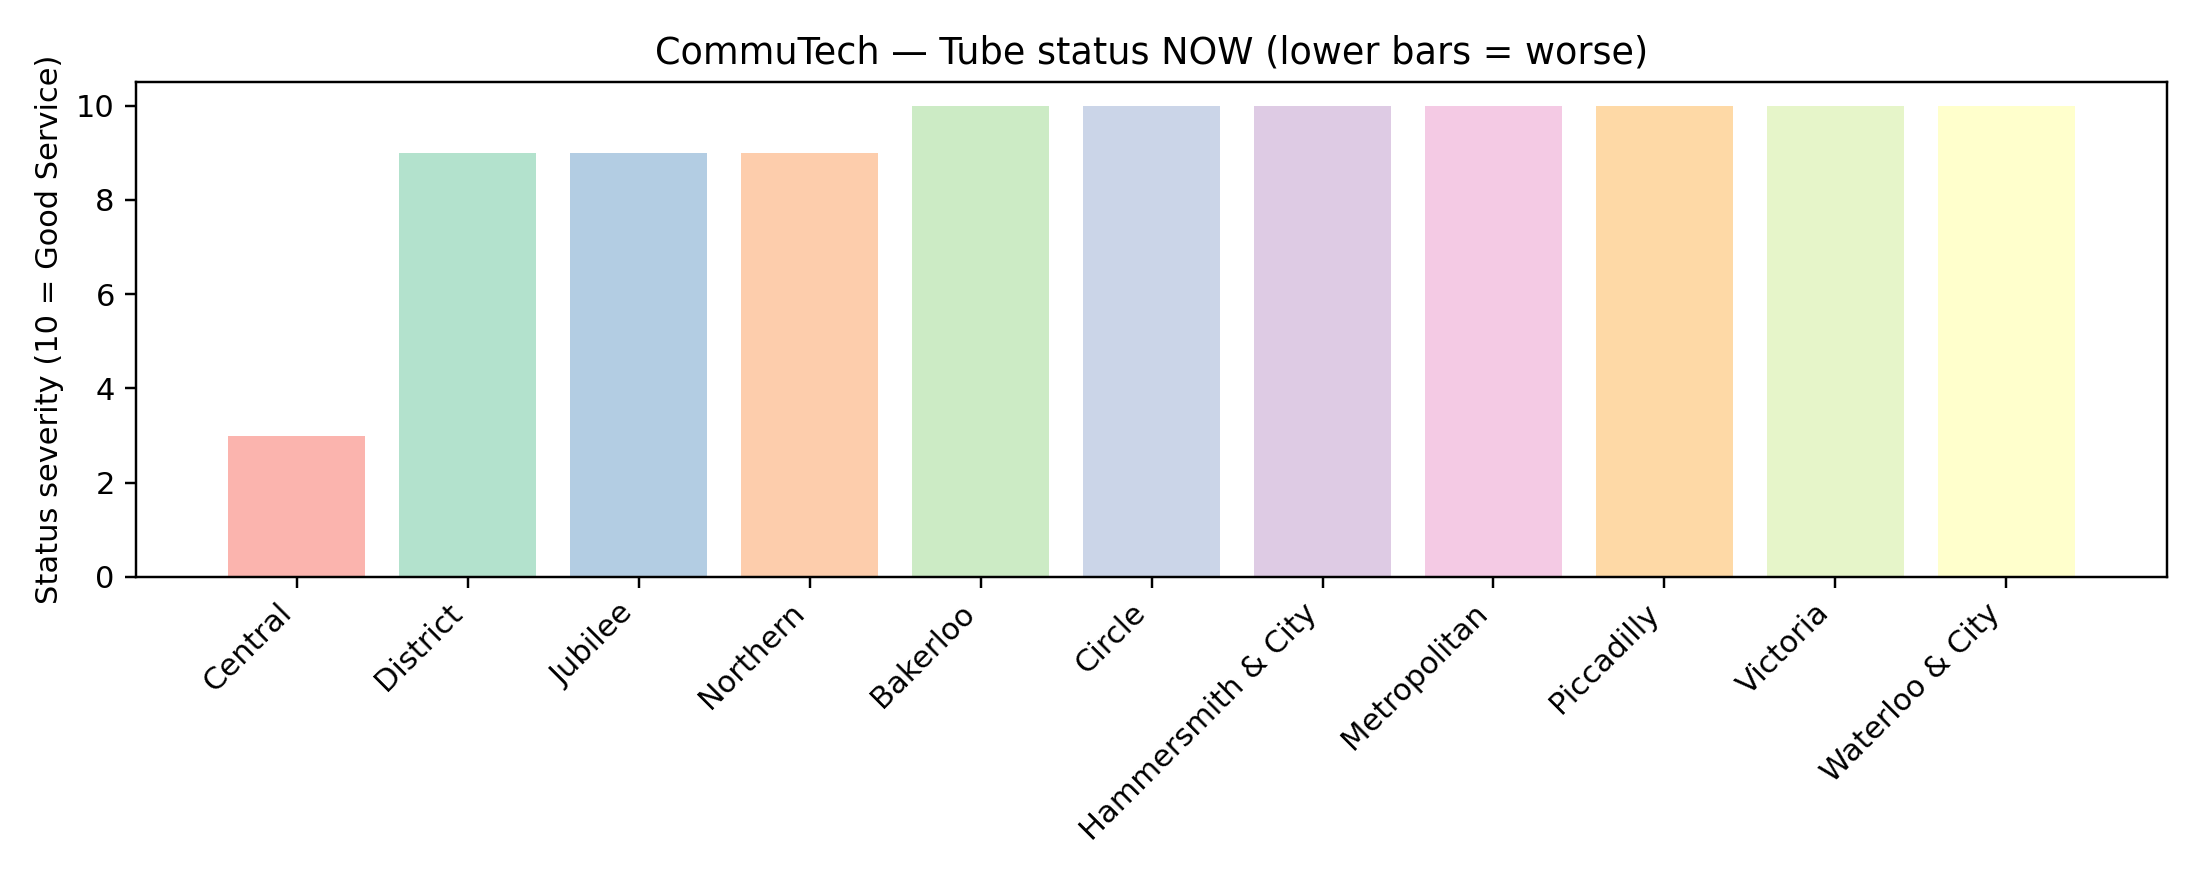 CommuTech — Tube status NOW (lower bars = worse)
Status severity (10 = Good Service)
10
8
6
4
2
0
Central
District
Jubilee
Northern
Bakerloo
Circle
Hammersmith & City
Metropolitan
Piccadilly
Victoria
Waterloo & City